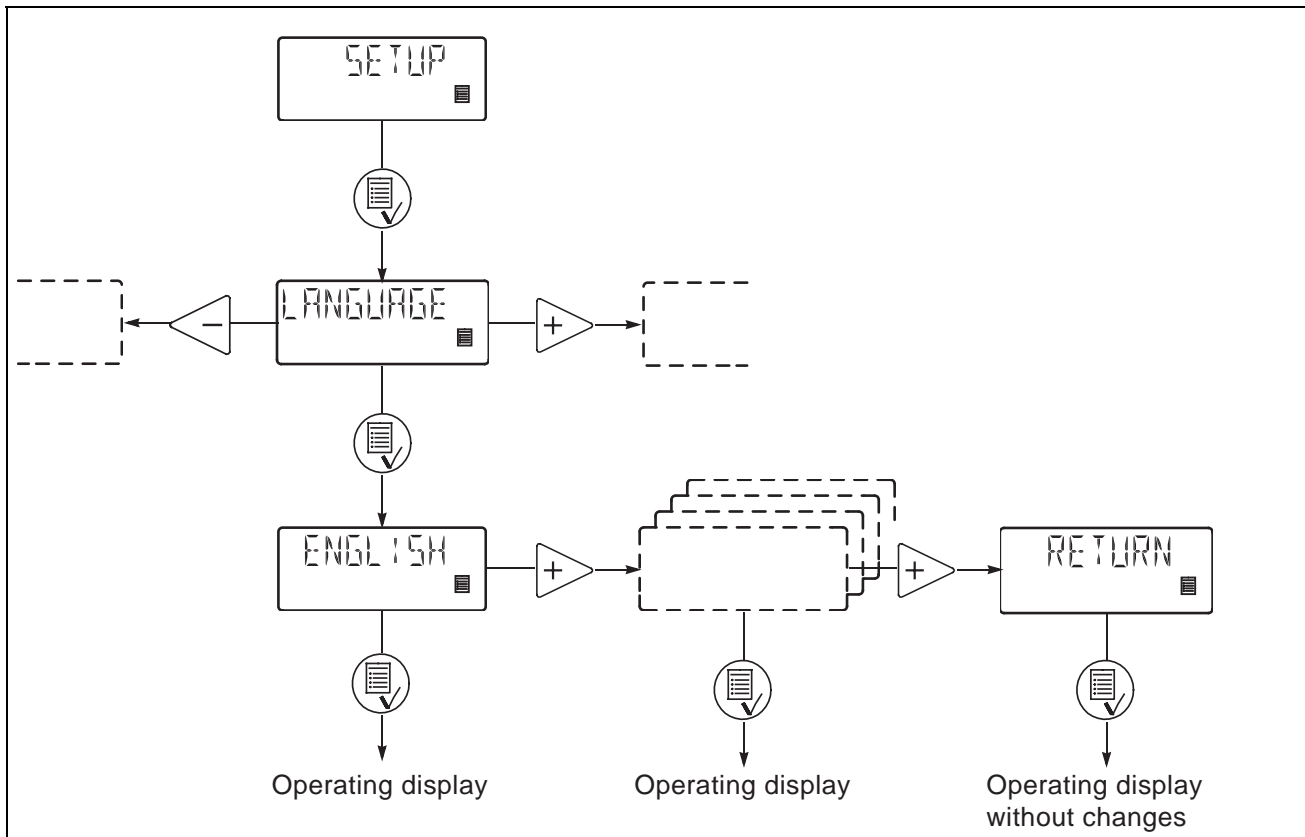 SETUP
LANGUAGE
−
+
ENGLISH
+
+
RETURN
Operating display
Operating display
Operating display
without changes